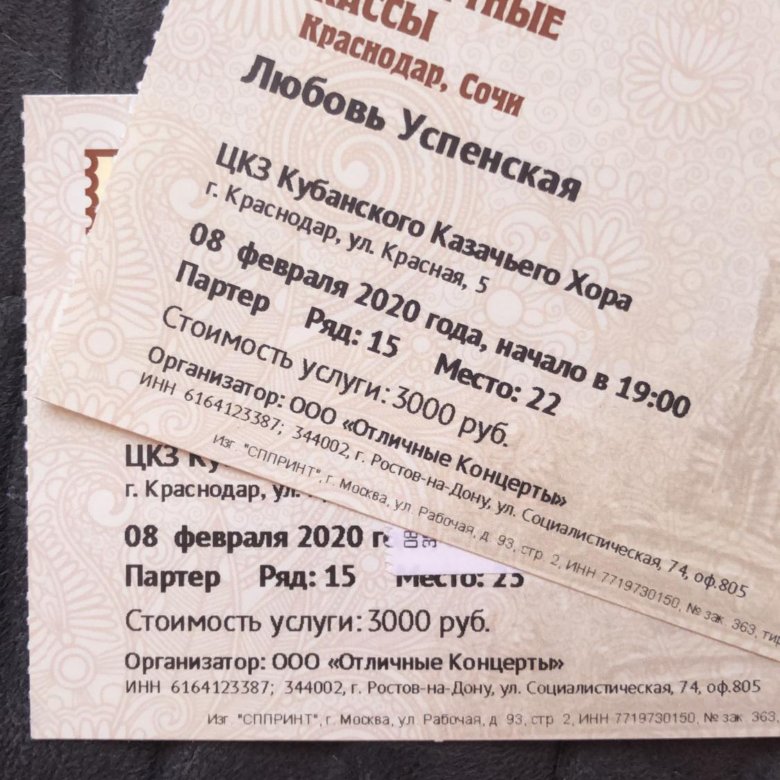 КАССЫ
Краснодар, Сочи
Любовь Успенская
ЦКЗ Кубанского Казачьего Хора
г. Краснодар, ул. Красная, 5
08 февраля 2020 года, начало в 19:00
Партер Ряд: 15 Место: 22
Стоимость услуги: 3000 руб.
Организатор: ООО «Отличные Концерты»
ИНН 6164123387; 344002, г. Ростов-на-Дону, ул. Социалистическая, 74, оф.805
Изг "СППРИНТ", г. Москва, ул. Рабочая, д 93, стр 2, ИНН 7719730150, № зак 363,
ЦКЗ
г. Краснодар, ул.
08 февраля 2020
Партер Ряд: 15 Место: 23
Стоимость услуги: 3000 руб.
Организатор: ООО «Отличные Концерты»
ИНН 6164123387; 344002, г. Ростов-на-Дону, ул. Социалистическая, 74, оф.805
Изг "СППРИНТ", г. Москва, ул. Рабочая, д 93, стр 2, ИНН 7719730150, № зак 363,